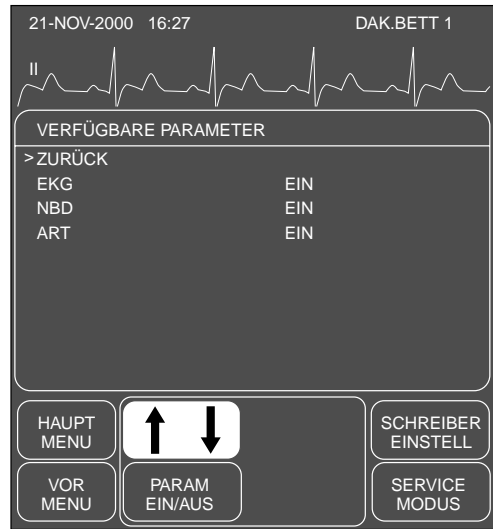 21-NOV-2000 16:27 DAK.BETT 1
II
VERFÜGBARE PARAMETER
>ZURÜCK
EKG EIN
NBD EIN
ART EIN
HAUPT
MENU
SCHREIBER
EINSTELL
VOR
MENU
PARAM
EIN/AUS
SERVICE
MODUS